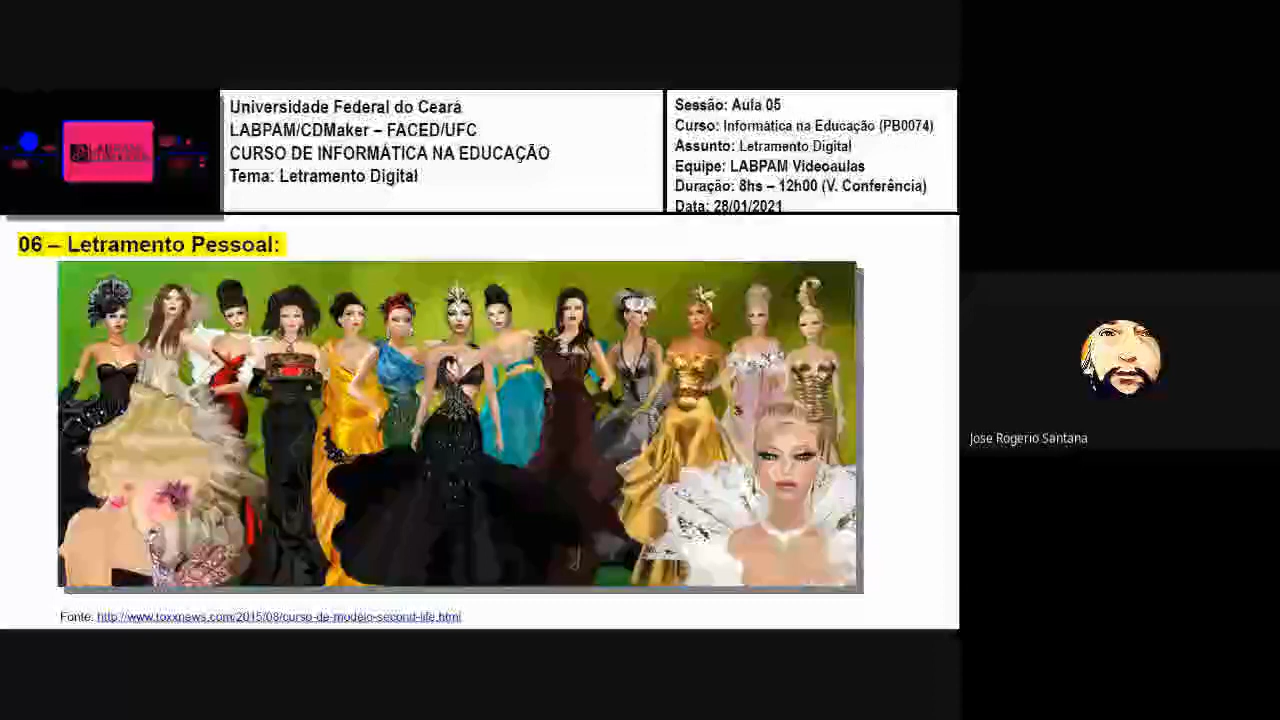 Universidade Federal do Ceará
LABPAM/CDMaker – FACED/UFC
CURSO DE INFORMÁTICA NA EDUCAÇÃO
Tema: Letramento Digital
Sessão: Aula 05
Curso: Informática na Educação (PB0074)
Assunto: Letramento Digital
Equipe: LABPAM Videoaulas
Duração: 8hs – 12h00 (V. Conferência)
Data: 28/01/2021
06 – Letramento Pessoal:
Jose Rogerio Santana
Fonte: http://www.toxxnews.com/2015/08/curso-de-modelo-second-life.html